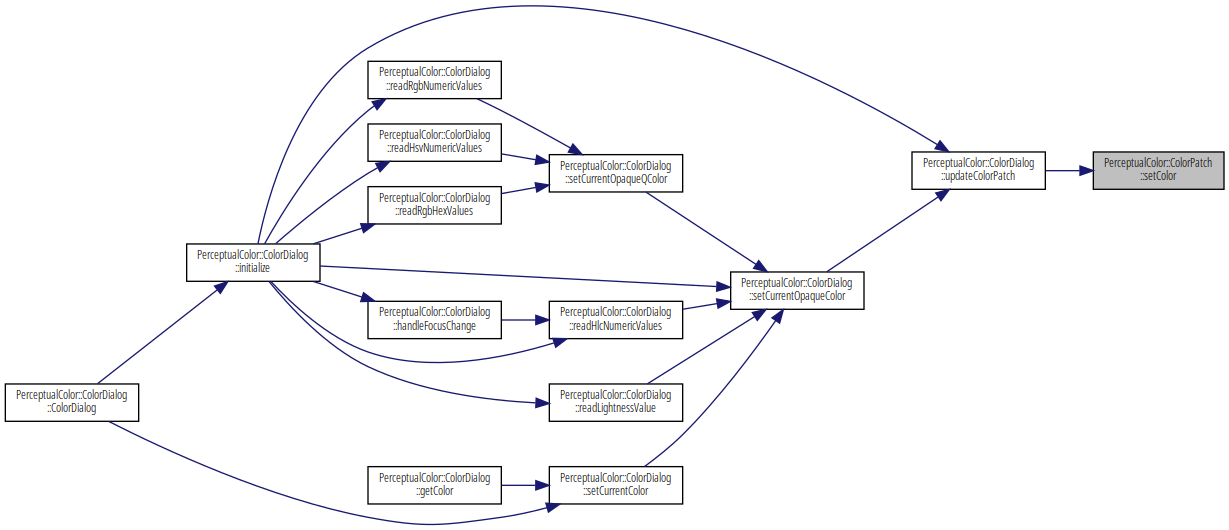 PerceptualColor::ColorDialog
::readRgbNumericValues
PerceptualColor::ColorDialog
::readHsvNumericValues
PerceptualColor::ColorDialog
::setCurrentOpaqueQColor
PerceptualColor::ColorDialog
::updateColorPatch
PerceptualColor::ColorPatch
::setColor
PerceptualColor::ColorDialog
::readRgbHexValues
PerceptualColor::ColorDialog
::initialize
PerceptualColor::ColorDialog
::setCurrentOpaqueColor
PerceptualColor::ColorDialog
::handleFocusChange
PerceptualColor::ColorDialog
::readHlcNumericValues
PerceptualColor::ColorDialog
::ColorDialog
PerceptualColor::ColorDialog
::readLightnessValue
PerceptualColor::ColorDialog
::getColor
PerceptualColor::ColorDialog
::setCurrentColor